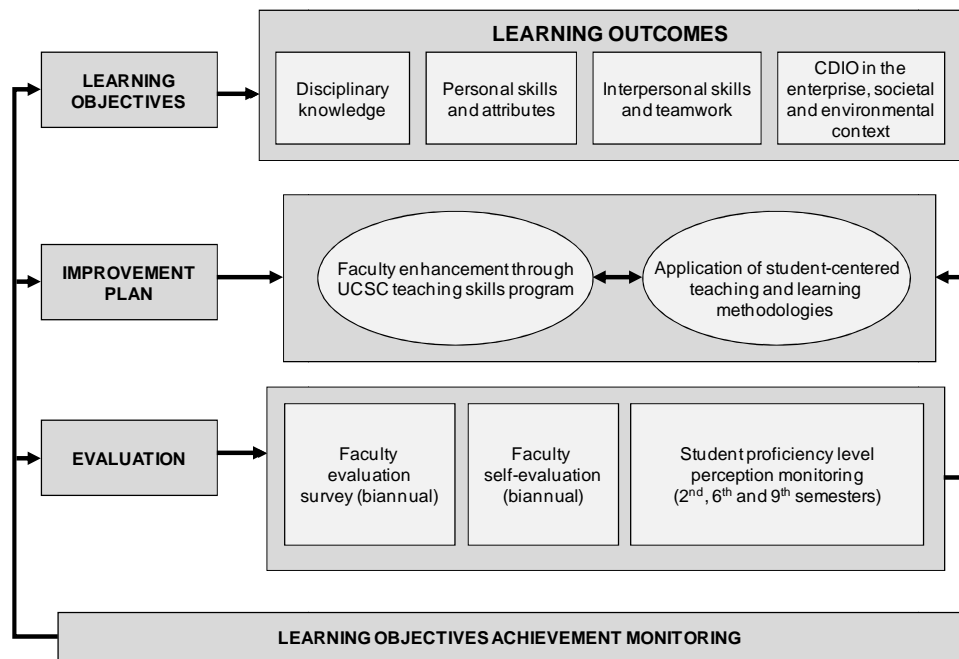 LEARNING OUTCOMES
LEARNING
OBJECTIVES
Disciplinary
knowledge
Personal skills
and attributes
Interpersonal skills
and teamwork
CDIO in the
enterprise, societal
and environmental
context
IMPROVEMENT
PLAN
Faculty enhancement through
UCSC teaching skills program
Application of student-centered
teaching and learning
methodologies
EVALUATION
Faculty
evaluation
survey (biannual)
Faculty
self-evaluation
(biannual)
Student proficiency level
perception monitoring
(2nd, 6th and 9th semesters)
LEARNING OBJECTIVES ACHIEVEMENT MONITORING